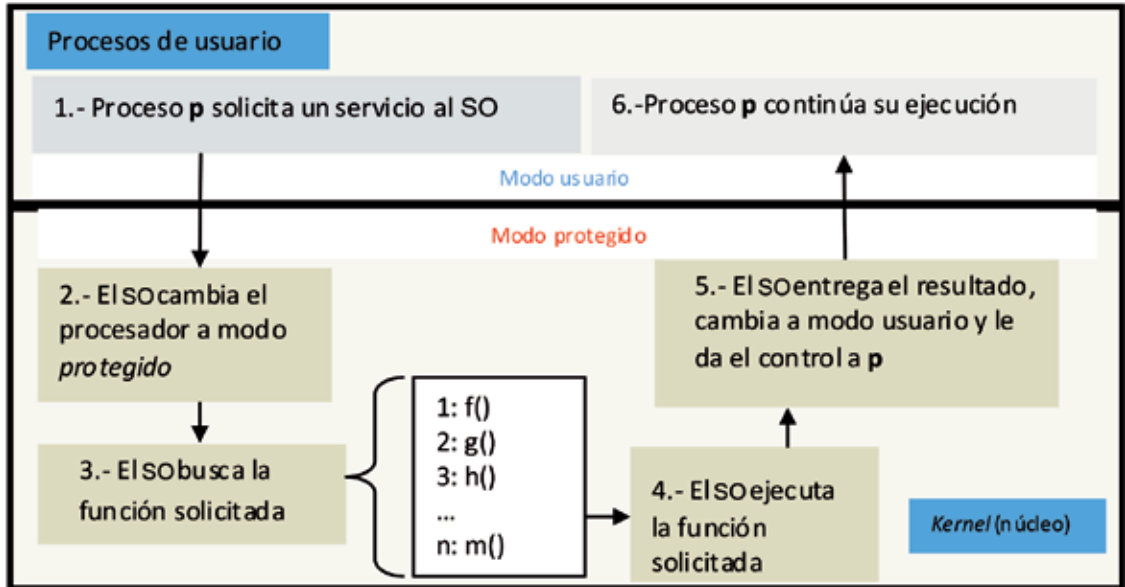 Procesos de usuario
1.- Proceso p solicita un servicio al SO
6.-Proceso p continúa su ejecución
Modo usuario
Modo protegido
2.- El SO cambia el
procesador a modo
protegido
3.- El SO busca la
función solicitada
1: f()
2: g()
3: h()
...
n: m()
4.- El SO ejecuta
la función
solicitada
5.- El SO entrega el resultado,
cambia a modo usuario y le
da el control a p
Kernel (núcleo)